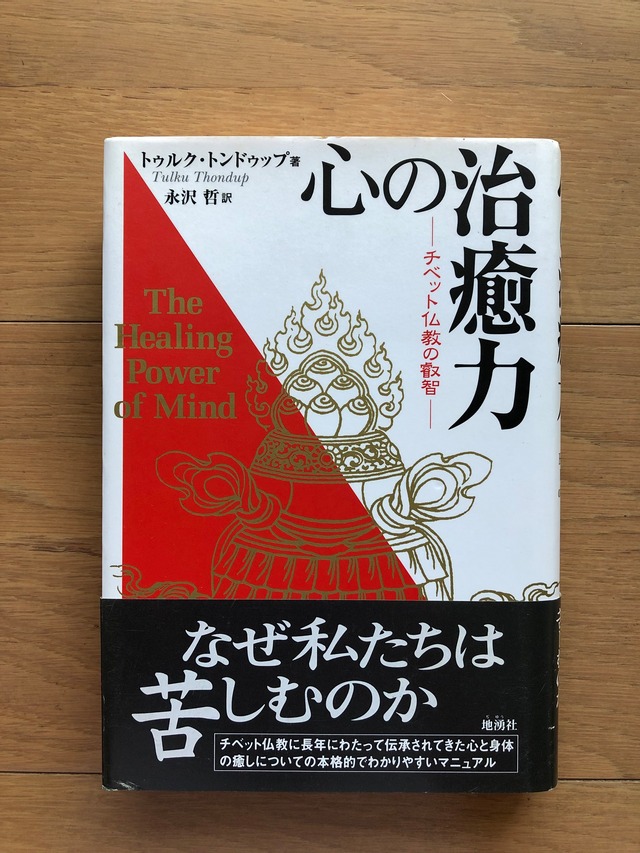 トゥルク・トンドゥップ著
Tulku Thondup
永沢 哲訳
心の治癒力
―チベット仏教の叡智―
The
Healing
Power
of Mind
なぜ私たちは
苦しむのか
ぢゆう
地湧社
チベット仏教に長年にわたって伝承されてきた心と身体
の癒しについての本格的でわかりやすいマニュアル